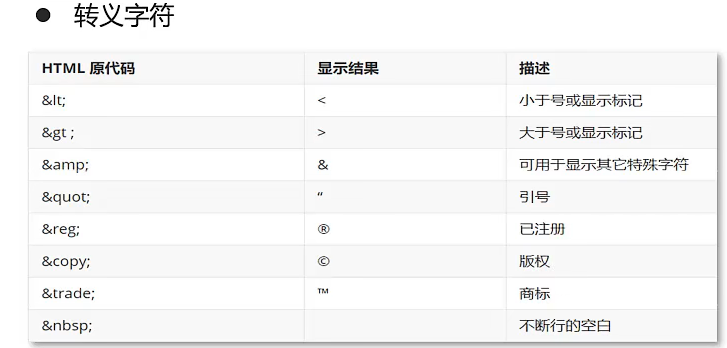 ● 转义字符
HTML 原代码 显示结果 描述
&lt; < 小于号或显示标记
&gt ; > 大于号或显示标记
&amp; & 可用于显示其它特殊字符
&quot; “ 引号
&reg; ® 已注册
&copy; © 版权
&trade; ™ 商标
&nbsp; 不断行的空白